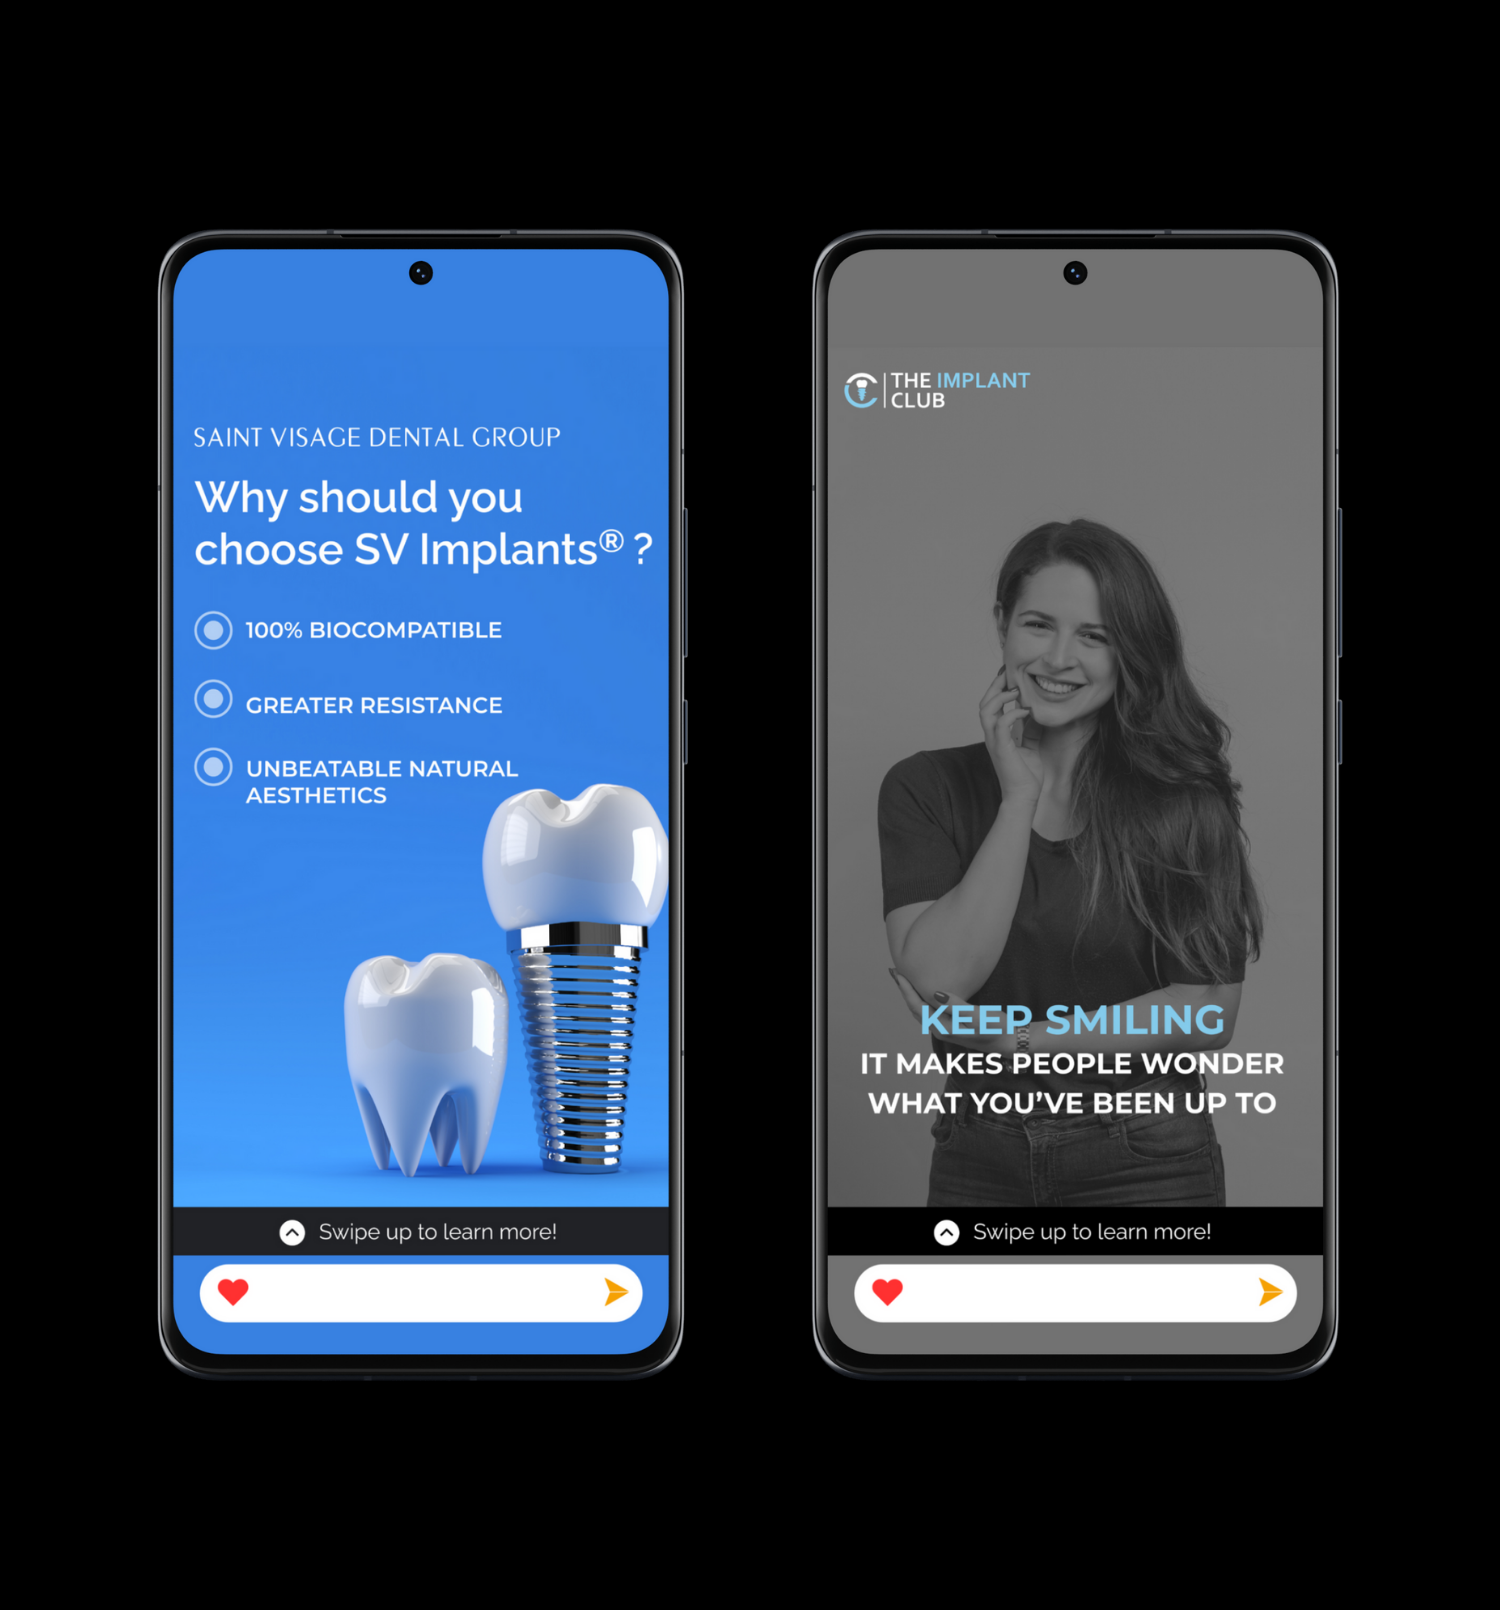 SAINT VISAGE DENTAL GROUP
Why should you
choose SV Implants® ?
100% BIOCOMPATIBLE
GREATER RESISTANCE
UNBEATABLE NATURAL
AESTHETICS
Swipe up to learn more!
THE IMPLANT
CLUB
KEEP SMILING
IT MAKES PEOPLE WONDER
WHAT YOU'VE BEEN UP TO
Swipe up to learn more!